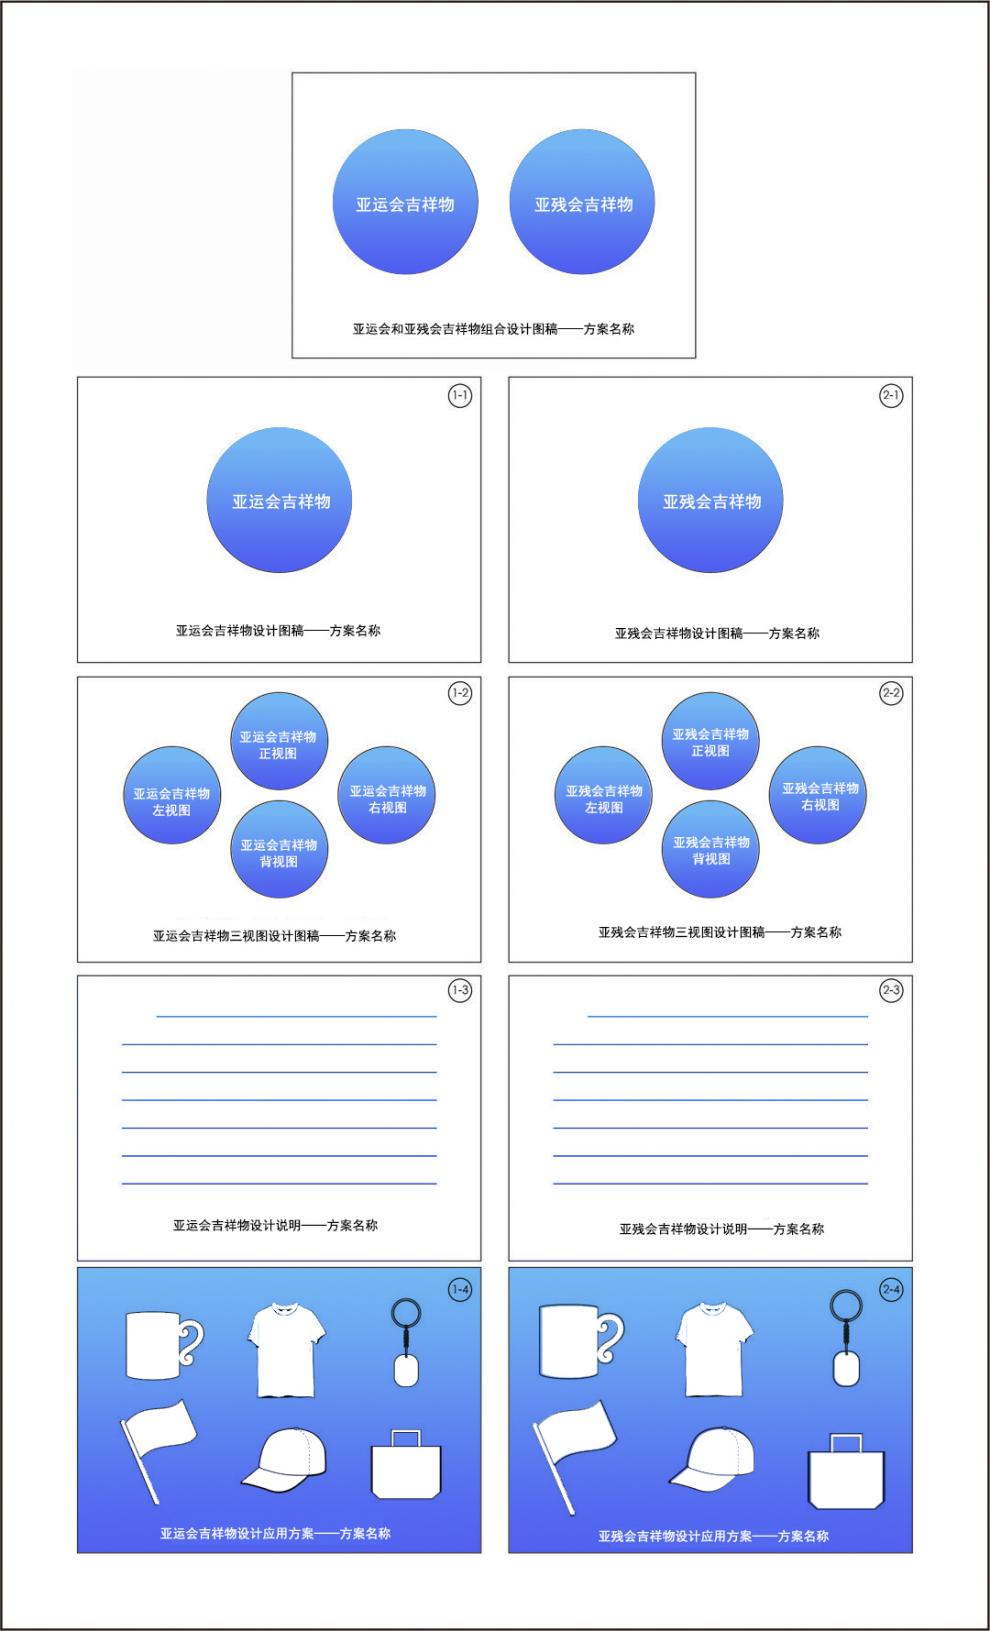 亚运会吉祥物
亚残会吉祥物
亚运会和亚残会吉祥物组合设计图稿——方案名称
1-1
亚运会吉祥物
亚运会吉祥物设计图稿——方案名称
2-1
亚残会吉祥物
亚残会吉祥物设计图稿——方案名称
1-2
亚运会吉祥物
正视图
亚运会吉祥物
左视图
亚运会吉祥物
右视图
亚运会吉祥物
背视图
亚运会吉祥物三视图设计图稿——方案名称
2-2
亚残会吉祥物
正视图
亚残会吉祥物
左视图
亚残会吉祥物
右视图
亚残会吉祥物
背视图
亚残会吉祥物三视图设计图稿——方案名称
1-3
亚运会吉祥物设计说明——方案名称
2-3
亚残会吉祥物设计说明——方案名称
1-4
亚运会吉祥物设计应用方案——方案名称
2-4
亚残会吉祥物设计应用方案——方案名称